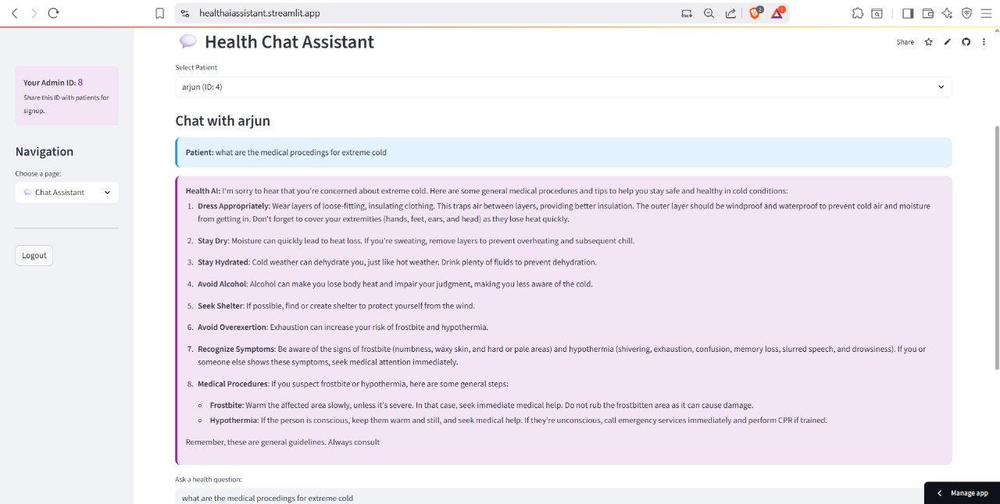 healthaiassistant.streamlit.app
2
1
Health Chat Assistant
Share
Your Admin ID: 8
Share this ID with patients for
signup.
Navigation
Choose a page:
Chat Assistant
Logout
Select Patient
arjun (ID: 4)
Chat with arjun
Patient: what are the medical procedings for extreme cold
Health AI: I'm sorry to hear that you're concerned about extreme cold. Here are some general medical procedures and tips to help you stay safe and healthy in cold conditions:
1. Dress Appropriately: Wear layers of loose-fitting, insulating clothing. This traps air between layers, providing better insulation. The outer layer should be windproof and waterproof to prevent cold air and moisture
from getting in. Don't forget to cover your extremities (hands, feet, ears, and head) as they lose heat quickly.
2. Stay Dry: Moisture can quickly lead to heat loss. If you're sweating, remove layers to prevent overheating and subsequent chill.
3. Stay Hydrated: Cold weather can dehydrate you, just like hot weather. Drink plenty of fluids to prevent dehydration.
4. Avoid Alcohol: Alcohol can make you lose body heat and impair your judgment, making you less aware of the cold.
5. Seek Shelter: If possible, find or create shelter to protect yourself from the wind.
6. Avoid Overexertion: Exhaustion can increase your risk of frostbite and hypothermia.
7. Recognize Symptoms: Be aware of the signs of frostbite (numbness, waxy skin, and hard or pale areas) and hypothermia (shivering, exhaustion, confusion, memory loss, slurred speech, and drowsiness). If you or
someone else shows these symptoms, seek medical attention immediately.
8. Medical Procedures: If you suspect frostbite or hypothermia, here are some general steps:
Frostbite: Warm the affected area slowly, unless it's severe. In that case, seek immediate medical help. Do not rub the frostbitten area as it can cause damage.
Hypothermia: If the person is conscious, keep them warm and still, and seek medical help. If they're unconscious, call emergency services immediately and perform CPR if trained.
Remember, these are general guidelines. Always consult
Ask a health question:
what are the medical procedings for extreme cold
Manage app